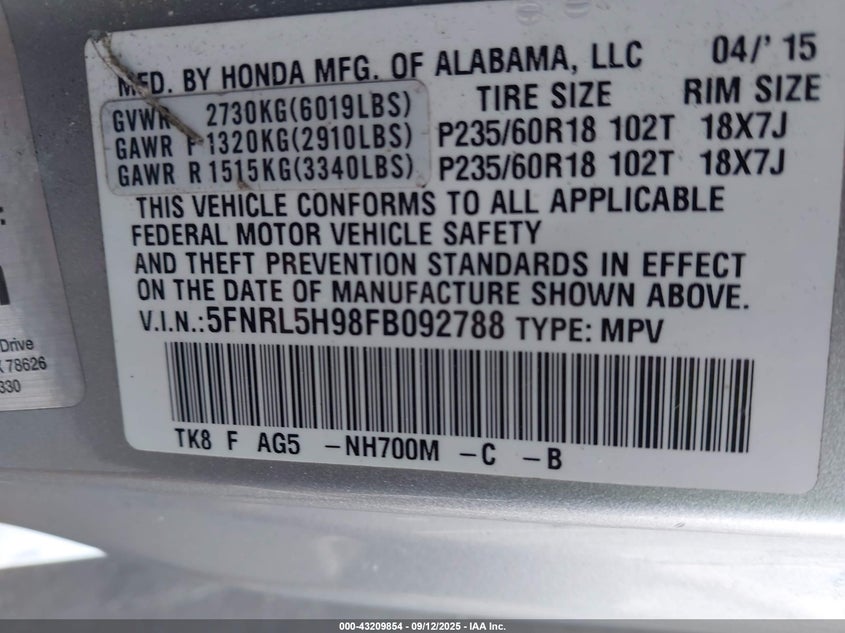 MFD. BY HONDA MFG. OF ALABAMA, LLC 04/'15
TIRE SIZE RIM SIZE
GVWR 2730KG(6019LBS)
GAWR F 1320KG(2910LBS) P235/60R18 102T 18X7J
GAWR R 1515KG(3340LBS) P235/60R18 102T 18X7J
THIS VEHICLE CONFORMS TO ALL APPLICABLE
FEDERAL MOTOR VEHICLE SAFETY
AND THEFT PREVENTION STANDARDS IN EFFECT
ON THE DATE OF MANUFACTURE SHOWN ABOVE.
V.I.N.:5FNRL5H98FB092788 TYPE: MPV
TK8 F AG5 -NH700M -C -B
Drive
78626
330
000-43209854 - 09/12/2025 - IAA Inc.